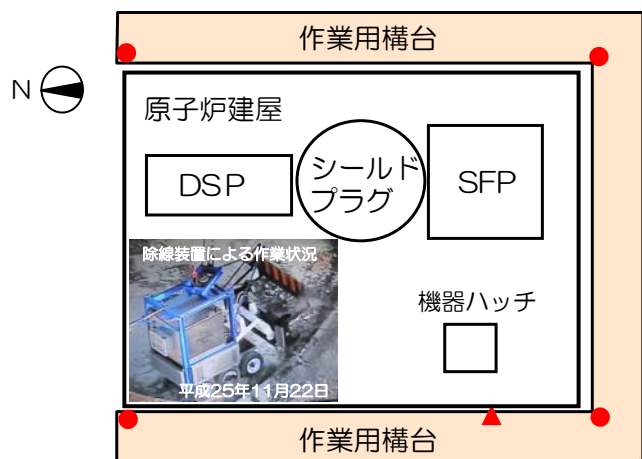 作業用構台
N
原子炉建屋
DSP
シールド
プラグ
SFP
除線装置による作業状況
機器ハッチ
平成25年11月22日
作業用構台